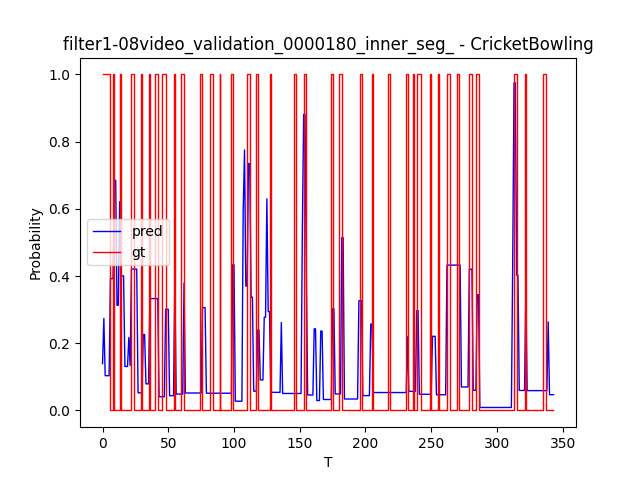 filter1-08video_validation_0000180_inner_seg_ - CricketBowling
1.0
0.8
0.6
0.4
0.2
0.0
Probability
pred
gt
0 50 100 150 200 250 300 350
T